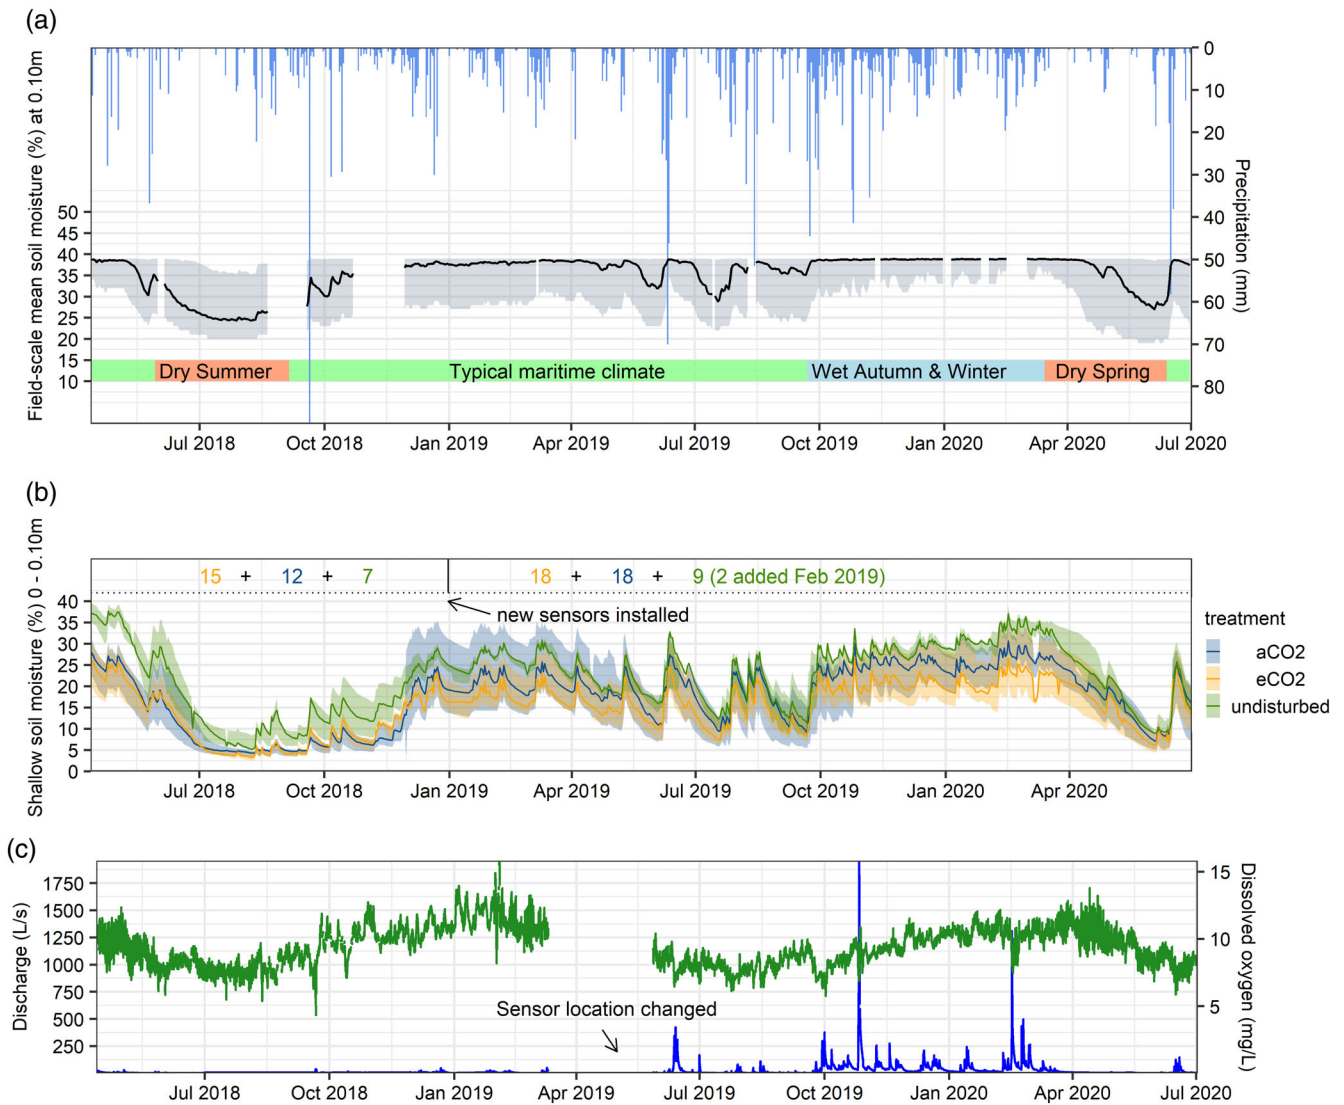 (a)
Field-scale mean soil moisture (%) at 0.10m
50
45
40
35
30
25
20
15
10
0
10
20
30
40
50
60
70
80
Precipitation (mm)
Dry Summer
Typical maritime climate
Wet Autumn & Winter
Dry Spring
Jul 2018
Oct 2018
Jan 2019
Apr 2019
Jul 2019
Oct 2019
Jan 2020
Apr 2020
Jul 2020
(b)
Shallow soil moisture (%) 0 - 0.10m
15 + 12 + 7
18 + 18 + 9 (2 added Feb 2019)
new sensors installed
40
35
30
25
20
15
10
5
0
Jul 2018
Oct 2018
Jan 2019
Apr 2019
Jul 2019
Oct 2019
Jan 2020
Apr 2020
treatment
aCO2
eCO2
undisturbed
(c)
Discharge (L/s)
1750
1500
1250
1000
750
500
250
15
10
5
Dissolved oxygen (mg/L)
Sensor location changed
Jul 2018
Oct 2018
Jan 2019
Apr 2019
Jul 2019
Oct 2019
Jan 2020
Apr 2020
Jul 2020